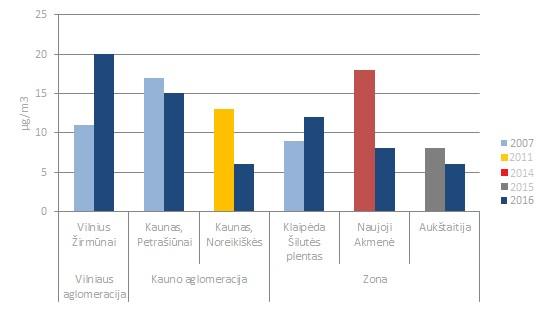 25
20
15
10
5
0
µg/m3
Vilnius Žirmūnai
Kaunas, Petrašiūnai
Kaunas, Noreikiškės
Klaipėda Šilutės plentas
Naujoji Akmenė
Aukštaitija
Vilniaus aglomeracija
Kauno aglomeracija
Zona
2007
2011
2014
2015
2016